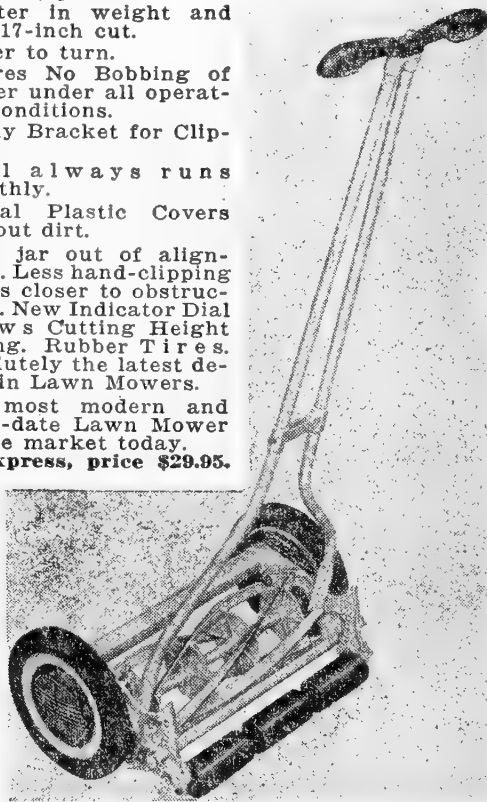 ter in weight and
17-inch cut.
er to turn.
res No Bobbing of
er under all operat-
onditions.
y Bracket for Clip-
l always runs
thly.
al Plastic Covers
out dirt.
jar out of align-
. Less hand-clipping
s closer to obstruc-
. New Indicator Dial
ws Cutting Height
ng. Rubber Tires.
lutely the latest de-
in Lawn Mowers.
most modern and
-date Lawn Mower
e market today.
xpress, price $29.95.